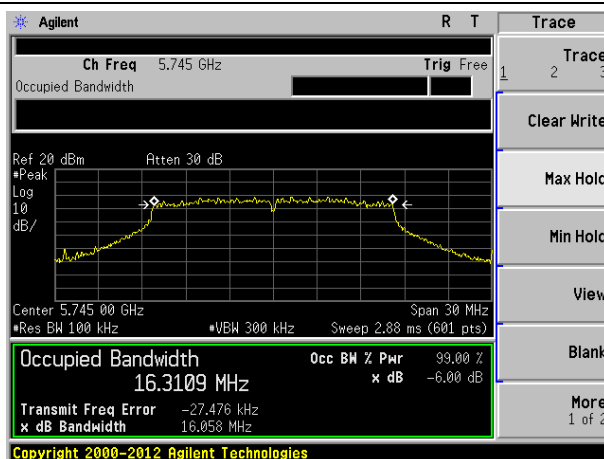 Agilent R T Trace
Ch Freq 5.745 GHz Trig Free
Occupied Bandwidth
Trace
1 2 3
Clear Write
Max Hold
Min Hold
View
Blank
More
1 of 2
Ref 20 dBm Atten 30 dB
#Peak
Log
10
dB/
Center 5.745 00 GHz Span 30 MHz
#Res BW 100 kHz #VBW 300 kHz Sweep 2.88 ms (601 pts)
Occupied Bandwidth Occ BW % Pwr 99.00 %
16.3109 MHz x dB -6.00 dB
Transmit Freq Error -27.476 kHz
x dB Bandwidth 16.058 MHz
Copyright 2000-2012 Agilent Technologies